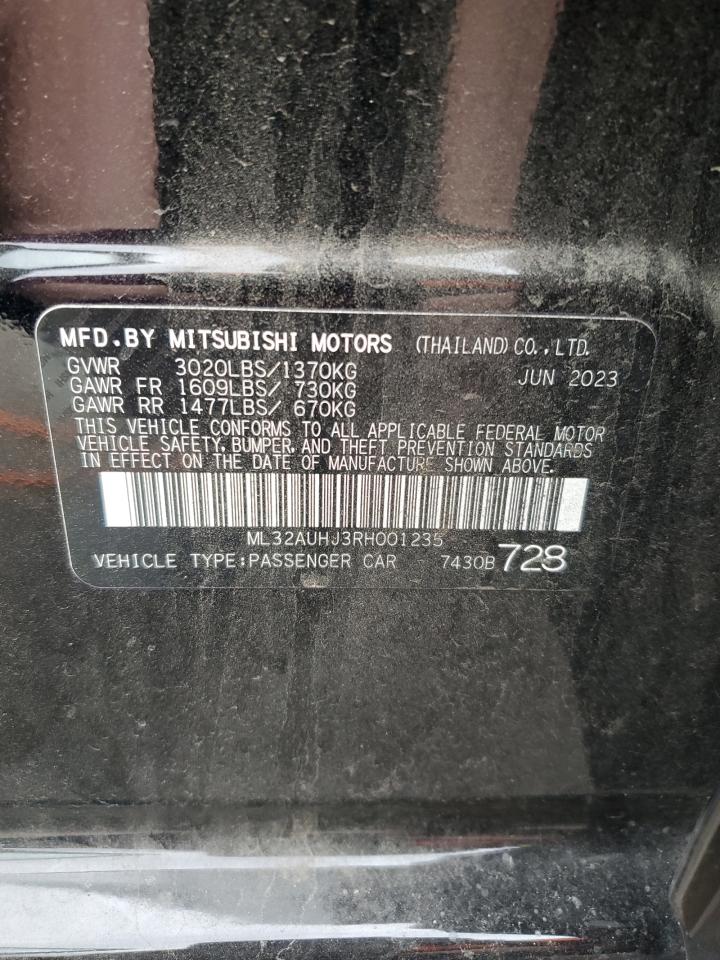 MFD.BY MITSUBISHI MOTORS (THAILAND) CO.,LTD.
GVWR 3020LBS/1370KG JUN 2023
GAWR FR 1609LBS/ 730KG
GAWR RR 1477LBS/ 670KG
THIS VEHICLE CONFORMS TO ALL APPLICABLE FEDERAL MOTOR
VEHICLE SAFETY, BUMPER, AND THEFT PREVENTION STANDARDS
IN EFFECT ON THE DATE OF MANUFACTURE SHOWN ABOVE.
ML32AUHJ3RH001235
VEHICLE TYPE:PASSENGER CAR 7430B 728